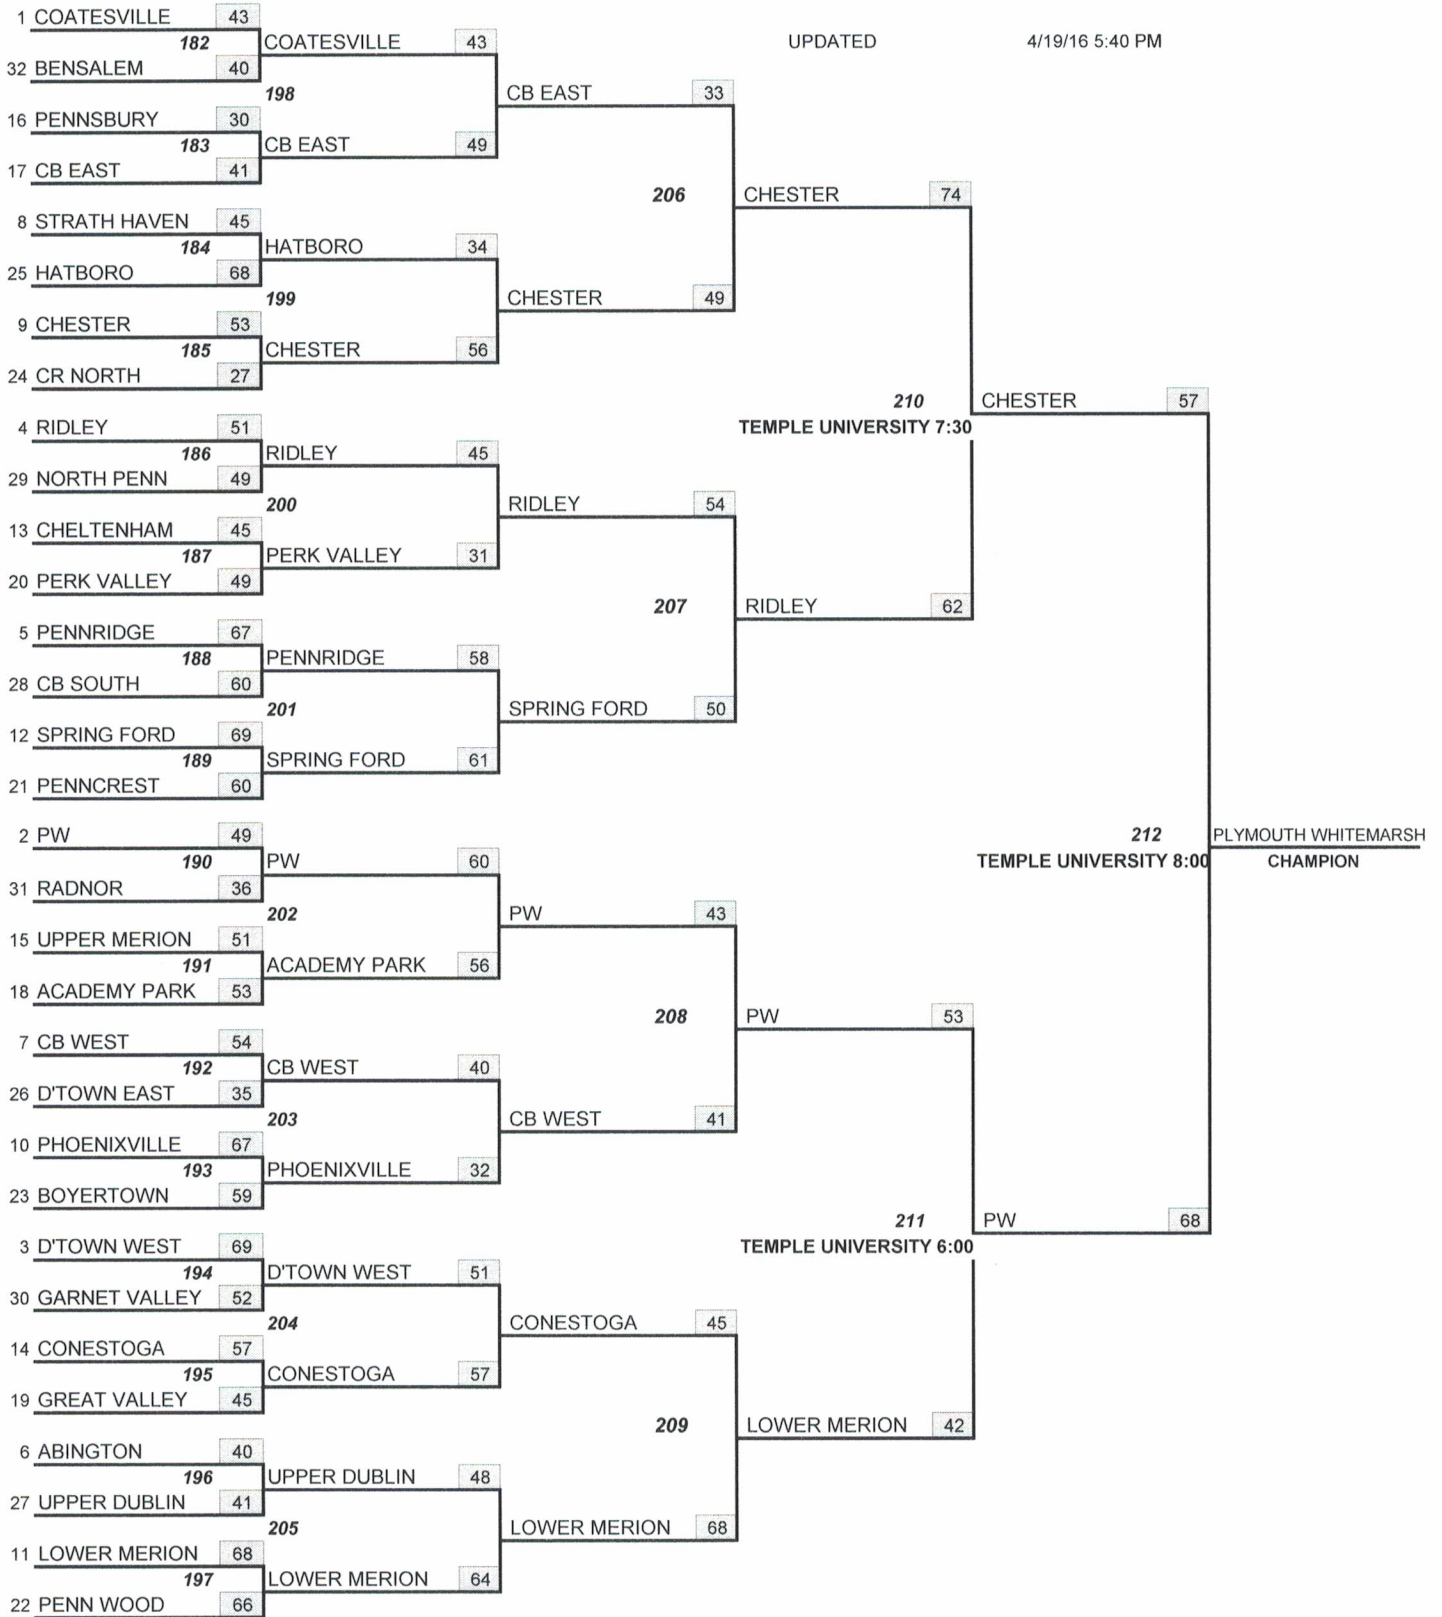 1 COATESVILLE 43
182 COATESVILLE 43
UPDATED 4/19/16 5:40 PM
32 BENSALEM 40
198
CB EAST 33
16 PENNSBURY 30
183 CB EAST 49
17 CB EAST 41
206 CHESTER 74
8 STRATH HAVEN 45
184 HATBORO 34
25 HATBORO 68
199 CHESTER 49
9 CHESTER 53
185 CHESTER 56
24 CR NORTH 27
210 CHESTER 57
4 RIDLEY 51
TEMPLE UNIVERSITY 7:30
186 RIDLEY 45
29 NORTH PENN 49
200 RIDLEY 54
13 CHELTENHAM 45
187 PERK VALLEY 31
20 PERK VALLEY 49
207 RIDLEY 62
5 PENNRIDGE 67
188 PENNRIDGE 58
28 CB SOUTH 60
201 SPRING FORD 50
12 SPRING FORD 69
189 SPRING FORD 61
21 PENNCREST 60
2 PW 49
212 PLYMOUTH WHITEMARSH
190 PW 60
TEMPLE UNIVERSITY 8:00 CHAMPION
31 RADNOR 36
202 PW 43
15 UPPER MERION 51
191 ACADEMY PARK 56
18 ACADEMY PARK 53
208 PW 53
7 CB WEST 54
192 CB WEST 40
26 D'TOWN EAST 35
203 CB WEST 41
10 PHOENIXVILLE 67
193 PHOENIXVILLE 32
23 BOYERTOWN 59
211 PW 68
3 D'TOWN WEST 69
TEMPLE UNIVERSITY 6:00
194 D'TOWN WEST 51
30 GARNET VALLEY 52
204 CONESTOGA 45
14 CONESTOGA 57
195 CONESTOGA 57
19 GREAT VALLEY 45
209 LOWER MERION 42
6 ABINGTON 40
196 UPPER DUBLIN 48
27 UPPER DUBLIN 41
205 LOWER MERION 68
11 LOWER MERION 68
197 LOWER MERION 64
22 PENN WOOD 66